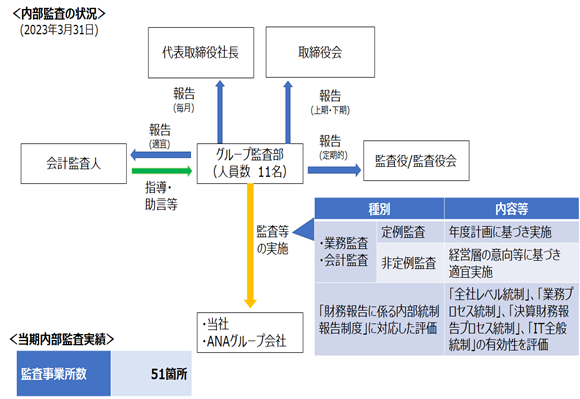 <内部監査の状況>
(2023年3月31日)
代表取締役社長
取締役会
報告
(毎月)
報告
(上期・下期)
報告
(適宜)
報告
(定期的)
会計監査人
グループ監査部
(人員数 11名)
監査役/監査役会
指導・
助言等
監査等
の実施
種別
内容等
・業務監査
・会計監査
定例監査
年度計画に基づき実施
非定例監査
経営層の意向等に基づき
適宜実施
「財務報告に係る内部統制
報告制度」に対応した評価
「全社レベル統制」、「業務プ
ロセス統制」、「決算財務報
告プロセス統制」、「IT全般
統制」の有効性を評価
・当社
・ANAグループ会社
<当期内部監査実績>
監査事業所数
51箇所